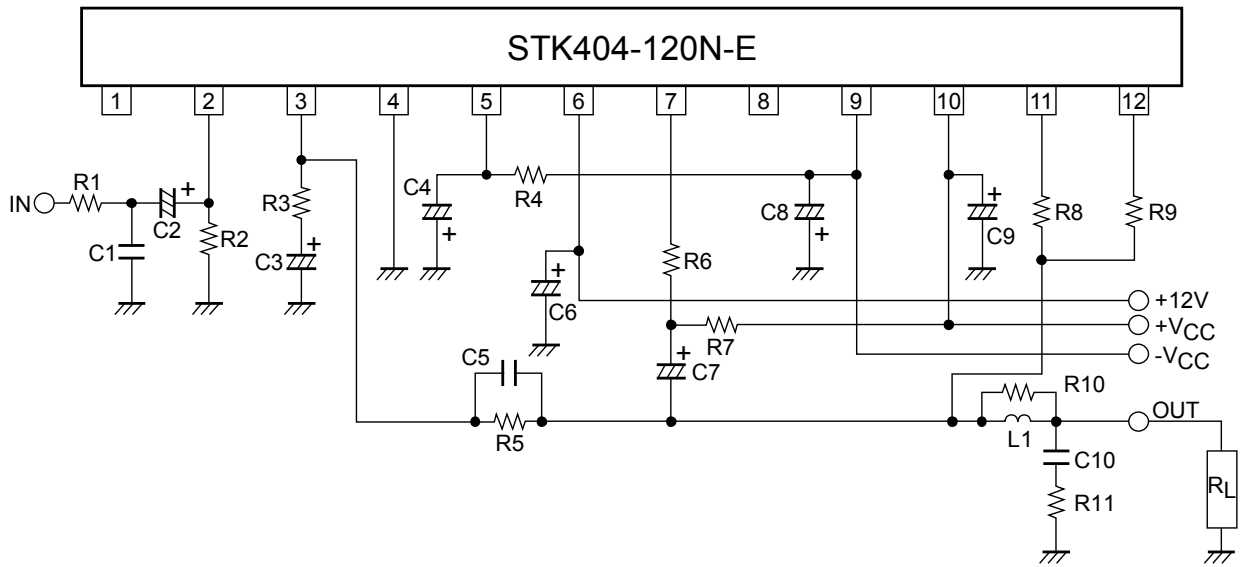 STK404-120N-E
1 2 3 4 5 6 7 8 9 10 11 12
IN
R1
C1
C2
+
R2
R3
C3
+
C4
+
R4
C6
+
R6
R7
C7
+
C8
+
C9
+
R8
R9
+12V
+VCC
-VCC
C5
R5
R10
L1
OUT
C10
R11
RL